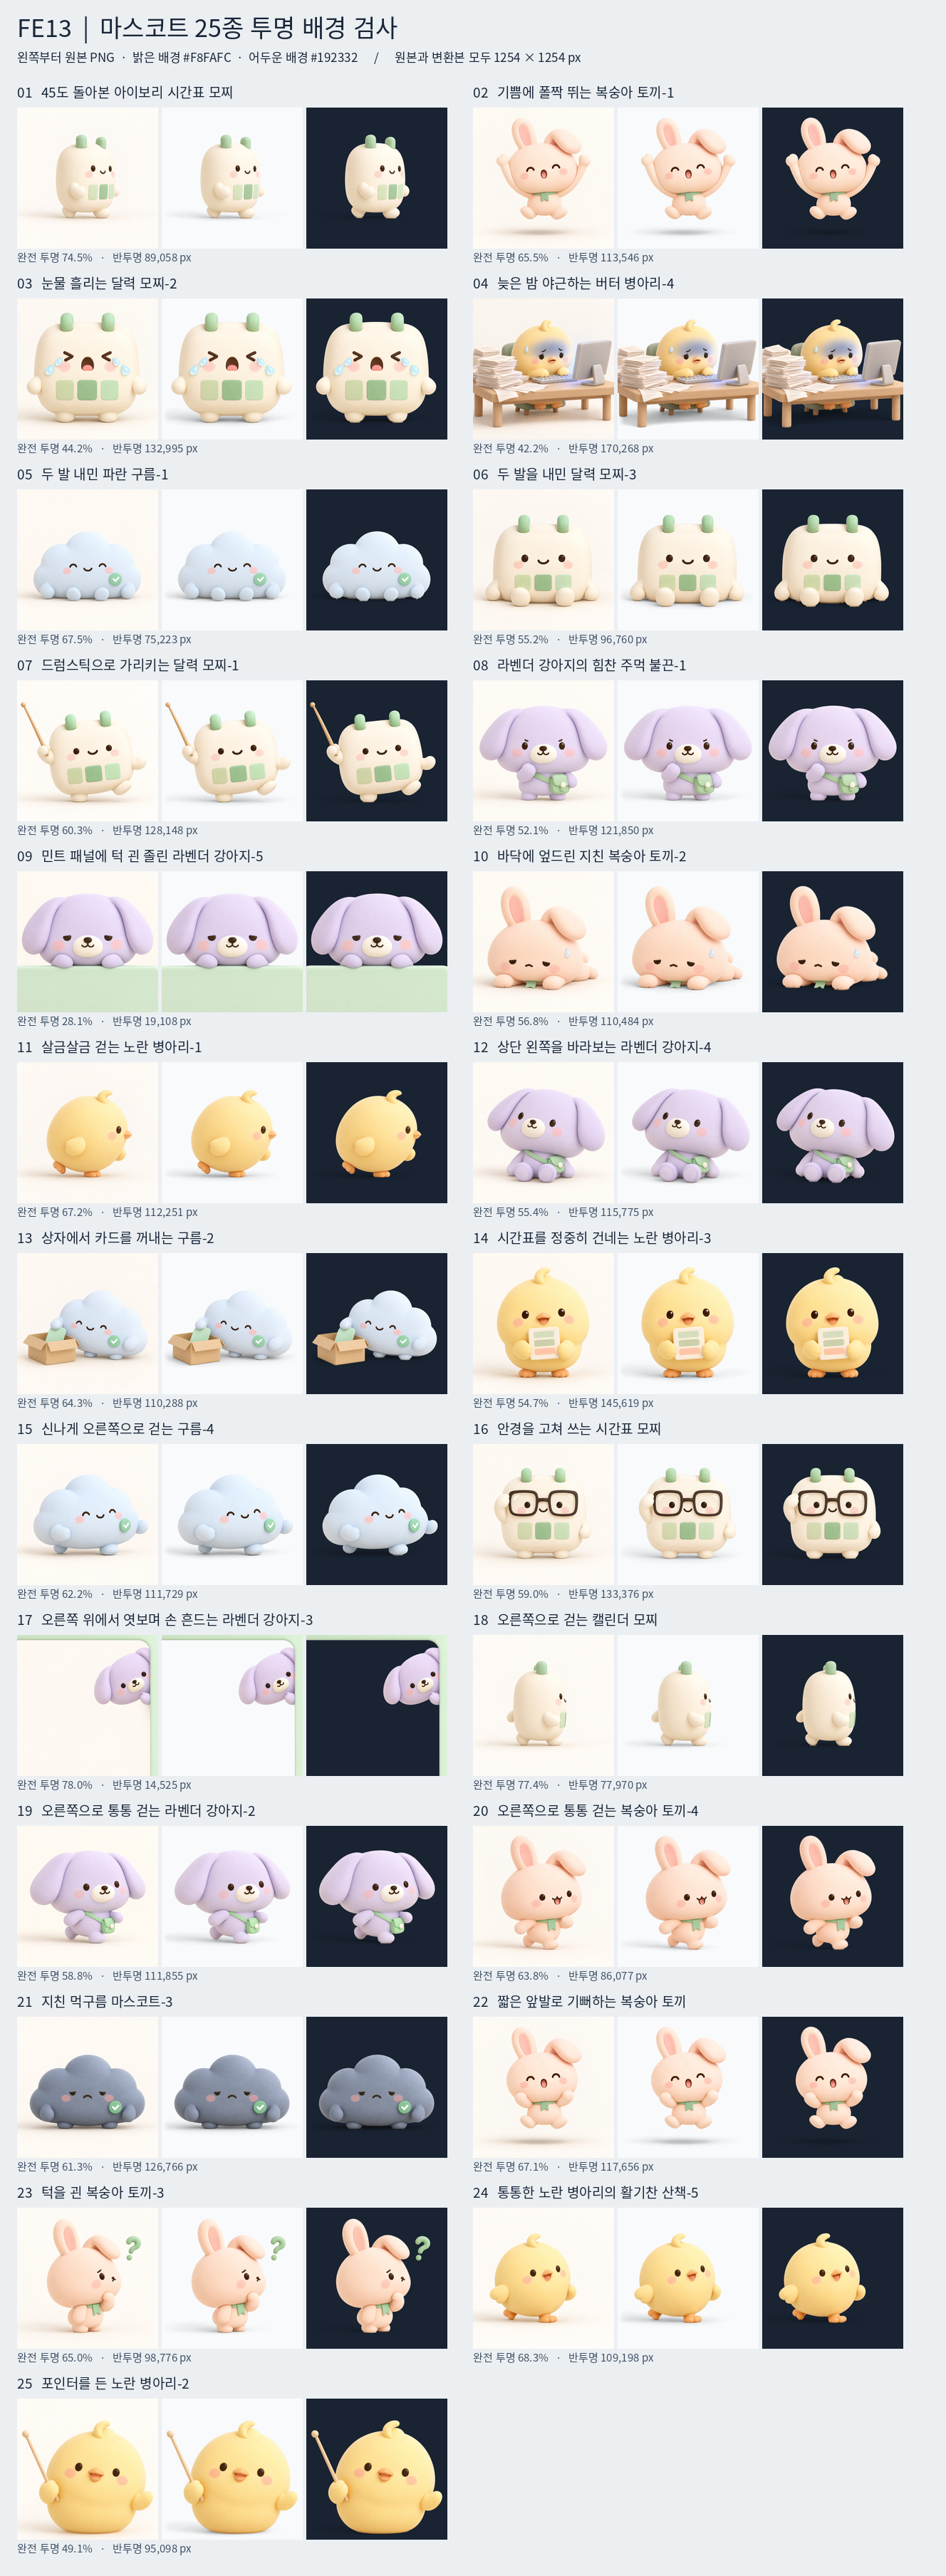 FE13 | 마스코트 25종 투명 배경 검사
왼쪽부터 원본 PNG · 밝은 배경 #F8FAFC · 어두운 배경 #192332 / 원본과 변환본 모두 1254 × 1254 px
01 45도 돌아본 아이보리 시간표 모찌
완전 투명 74.5% · 반투명 89,058 px
02 기쁨에 폴짝 뛰는 복숭아 토끼-1
완전 투명 65.5% · 반투명 113,546 px
03 눈물 흘리는 달력 모찌-2
완전 투명 44.2% · 반투명 132,995 px
04 늦은 밤 야근하는 버터 병아리-4
완전 투명 42.2% · 반투명 170,268 px
05 두 발 내민 파란 구름-1
완전 투명 67.5% · 반투명 75,223 px
06 두 발을 내민 달력 모찌-3
완전 투명 55.2% · 반투명 96,760 px
07 드럼스틱으로 가리키는 달력 모찌-1
완전 투명 60.3% · 반투명 128,148 px
08 라벤더 강아지의 힘찬 주먹 불끈-1
완전 투명 52.1% · 반투명 121,850 px
09 민트 패널에 턱 괸 졸린 라벤더 강아지-5
완전 투명 28.1% · 반투명 19,108 px
10 바닥에 엎드린 지친 복숭아 토끼-2
완전 투명 56.8% · 반투명 110,484 px
11 살금살금 걷는 노란 병아리-1
완전 투명 67.2% · 반투명 112,251 px
12 상단 왼쪽을 바라보는 라벤더 강아지-4
완전 투명 55.4% · 반투명 115,775 px
13 상자에서 카드를 꺼내는 구름-2
완전 투명 64.3% · 반투명 110,288 px
14 시간표를 정중히 건네는 노란 병아리-3
완전 투명 54.7% · 반투명 145,619 px
15 신나게 오른쪽으로 걷는 구름-4
완전 투명 62.2% · 반투명 111,729 px
16 안경을 고쳐 쓰는 시간표 모찌
완전 투명 59.0% · 반투명 133,376 px
17 오른쪽 위에서 엿보며 손 흔드는 라벤더 강아지-3
완전 투명 78.0% · 반투명 14,525 px
18 오른쪽으로 걷는 캘린더 모찌
완전 투명 77.4% · 반투명 77,970 px
19 오른쪽으로 통통 걷는 라벤더 강아지-2
완전 투명 58.8% · 반투명 111,855 px
20 오른쪽으로 통통 걷는 복숭아 토끼-4
완전 투명 63.8% · 반투명 86,077 px
21 지친 먹구름 마스코트-3
완전 투명 61.3% · 반투명 126,766 px
22 짧은 앞발로 기뻐하는 복숭아 토끼
완전 투명 67.1% · 반투명 117,656 px
23 턱을 괸 복숭아 토끼-3
?
?
?
완전 투명 65.0% · 반투명 98,776 px
24 통통한 노란 병아리의 활기찬 산책-5
완전 투명 68.3% · 반투명 109,198 px
25 포인터를 든 노란 병아리-2
완전 투명 49.1% · 반투명 95,098 px